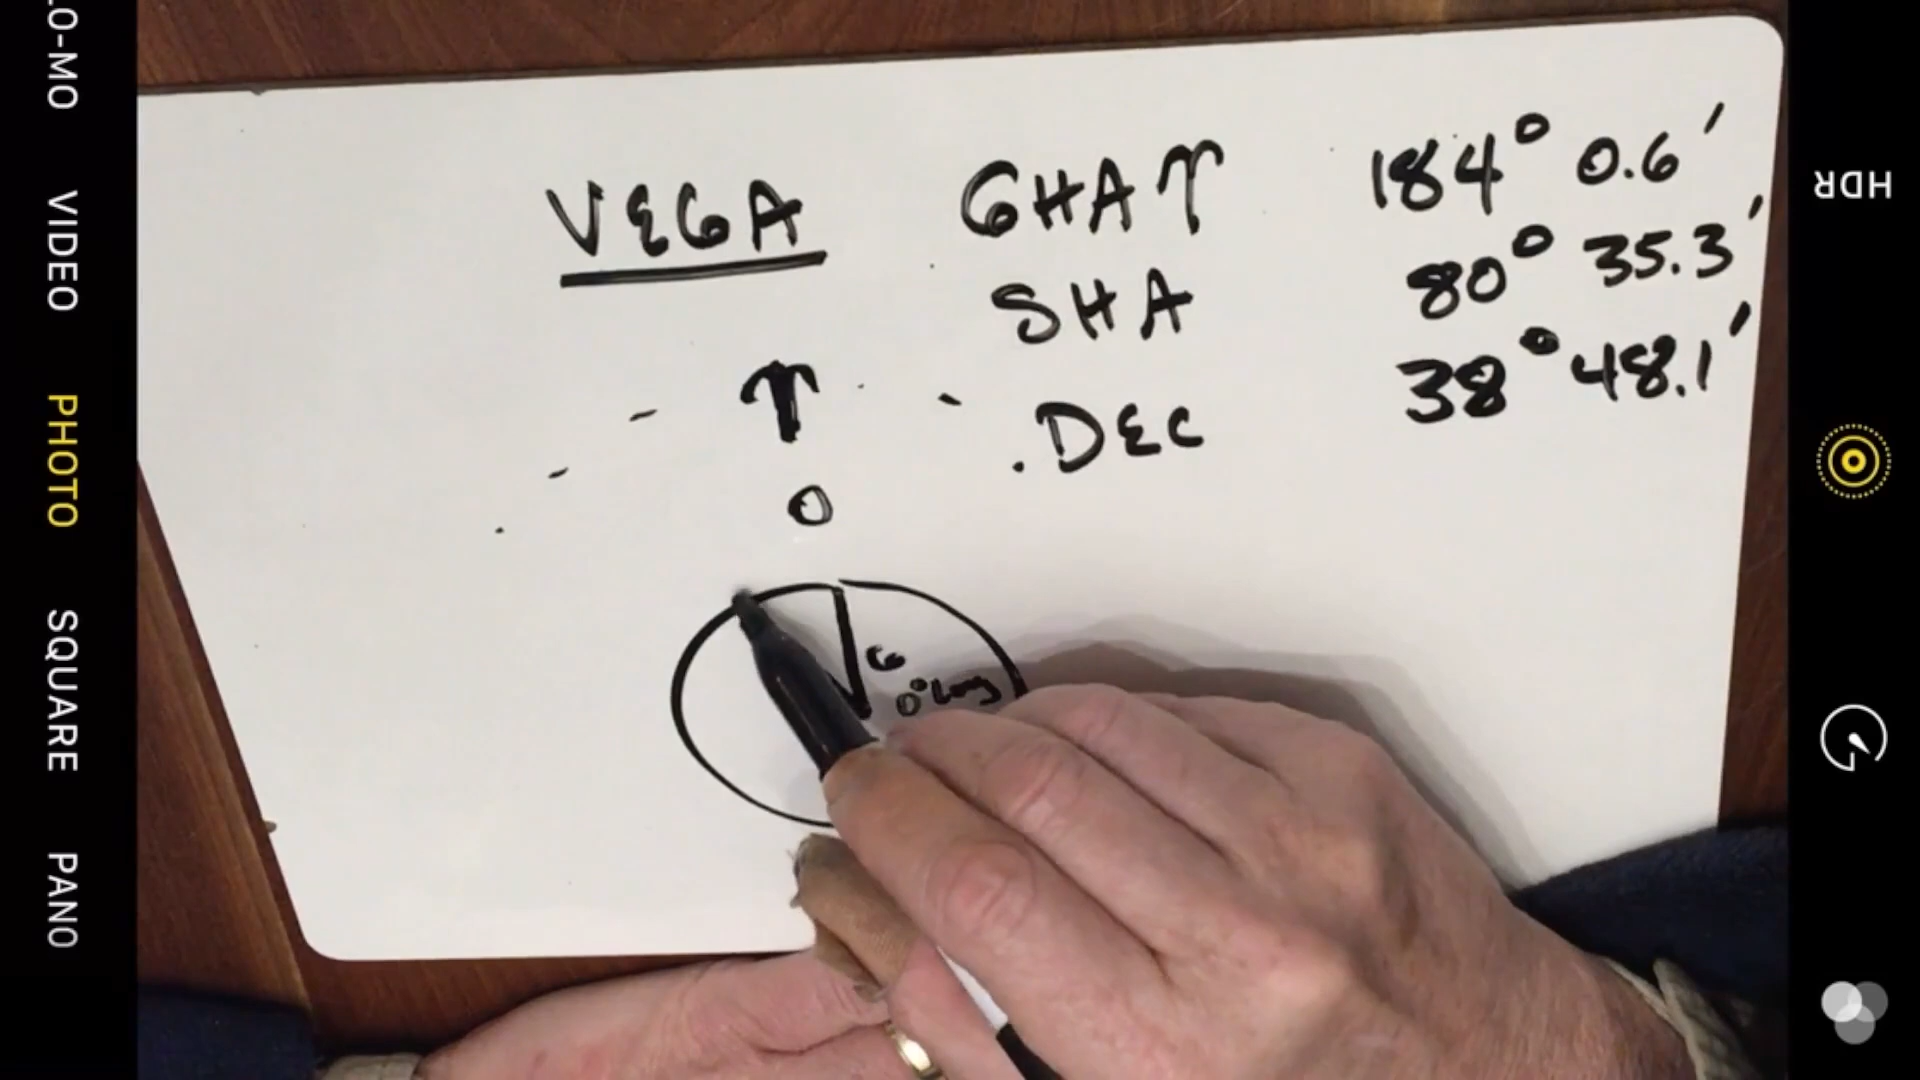 LO-MO
VIDEO
PHOTO
SQUARE
PANO
HDR
VEGA
GHA♈ 184° 0.6′
SHA 80° 35.3′
.DEC 38° 48.1′
♈
0
G
0° Long